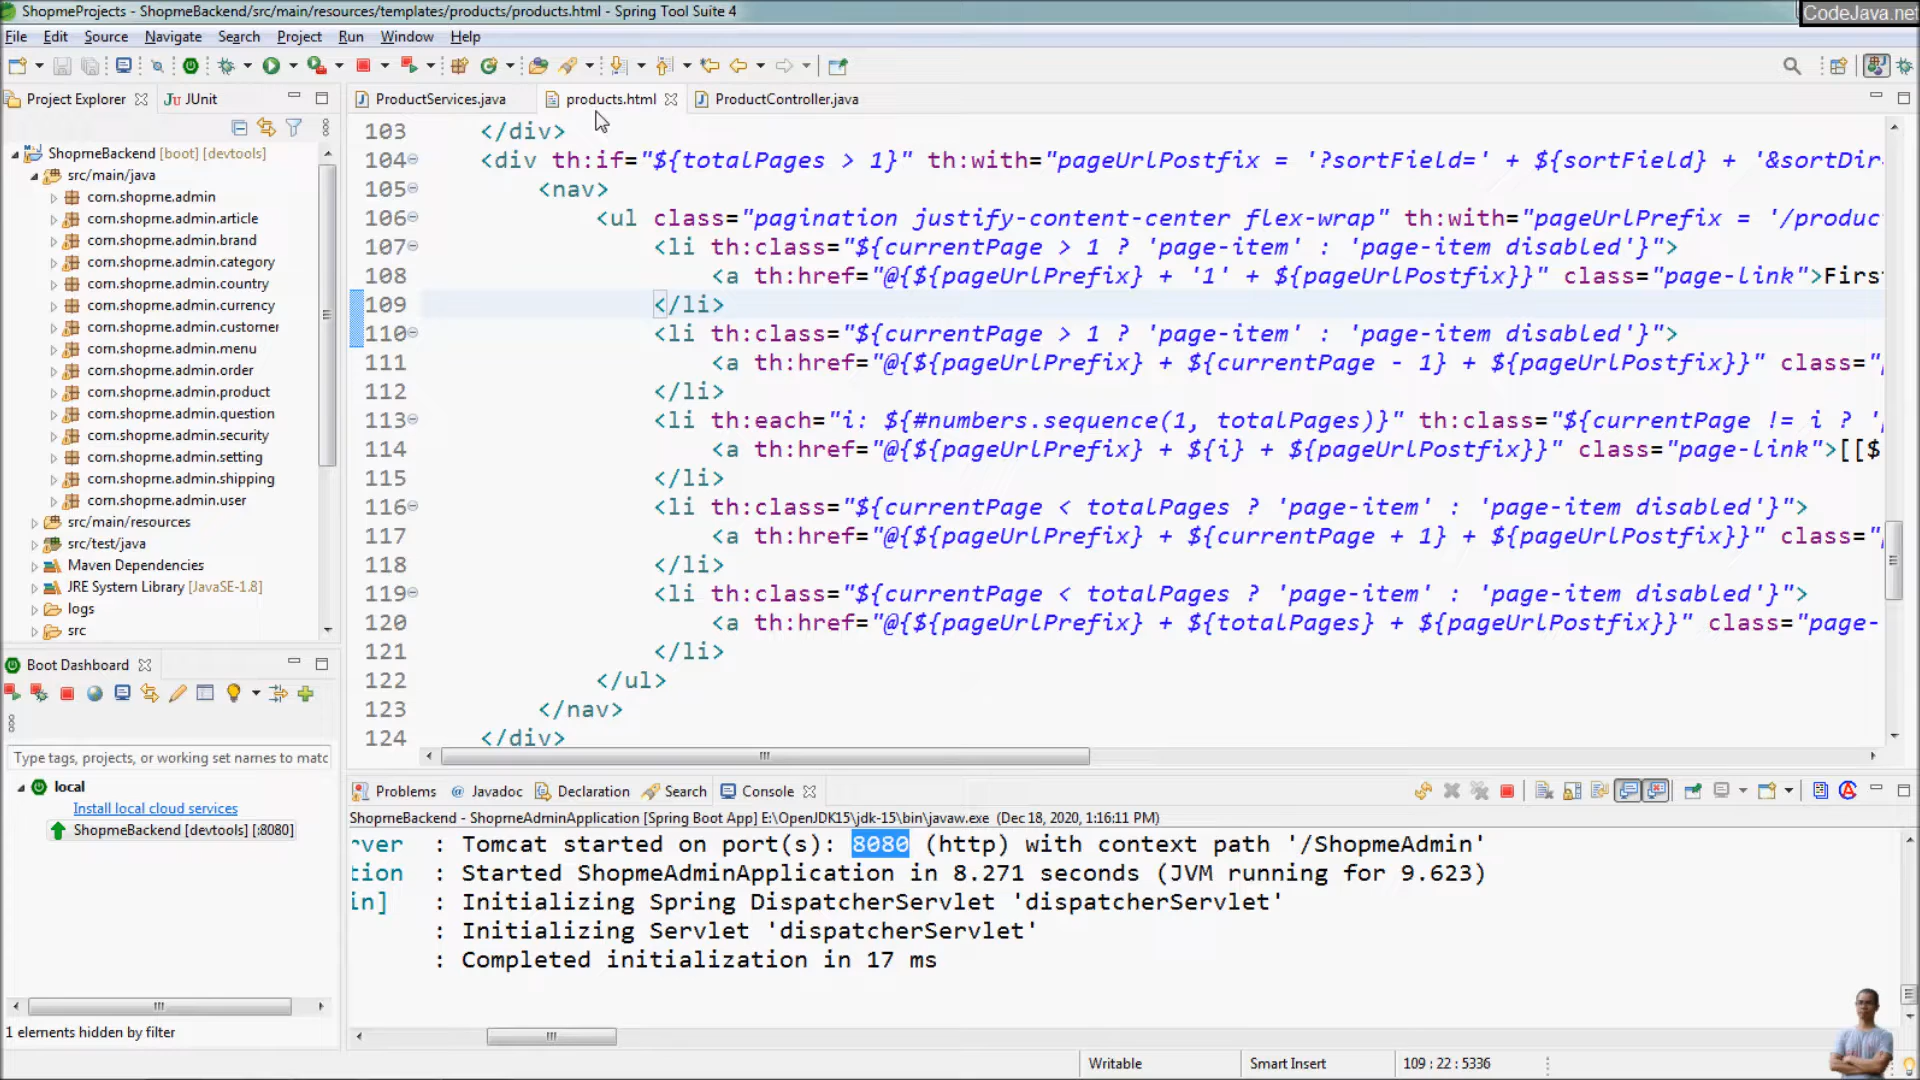 ShopmeProjects - ShopmeBackend/src/main/resources/templates/products/products.html - Spring Tool Suite 4
CodeJava.net
File Edit Source Navigate Search Project Run Window Help
Project Explorer JUnit
ProductServices.java products.html ProductController.java
ShopmeBackend [boot] [devtools]
src/main/java
com.shopme.admin
com.shopme.admin.article
com.shopme.admin.brand
com.shopme.admin.category
com.shopme.admin.country
com.shopme.admin.currency
com.shopme.admin.customer
com.shopme.admin.menu
com.shopme.admin.order
com.shopme.admin.product
com.shopme.admin.question
com.shopme.admin.security
com.shopme.admin.setting
com.shopme.admin.shipping
com.shopme.admin.user
src/main/resources
src/test/java
Maven Dependencies
JRE System Library [JavaSE-1.8]
logs
src
103 </div>
104 <div th:if="${totalPages > 1}" th:with="pageUrlPostfix = '?sortField=' + ${sortField} + '&sortDir
105 <nav>
106 <ul class="pagination justify-content-center flex-wrap" th:with="pageUrlPrefix = '/produc
107 <li th:class="${currentPage > 1 ? 'page-item' : 'page-item disabled'}">
108 <a th:href="@{${pageUrlPrefix} + '1' + ${pageUrlPostfix}}" class="page-link">Firs
109 </li>
110 <li th:class="${currentPage > 1 ? 'page-item' : 'page-item disabled'}">
111 <a th:href="@{${pageUrlPrefix} + ${currentPage - 1} + ${pageUrlPostfix}}" class="
112 </li>
113 <li th:each="i: ${#numbers.sequence(1, totalPages)}" th:class="${currentPage != i ? '
114 <a th:href="@{${pageUrlPrefix} + ${i} + ${pageUrlPostfix}}" class="page-link">[[$
115 </li>
116 <li th:class="${currentPage < totalPages ? 'page-item' : 'page-item disabled'}">
117 <a th:href="@{${pageUrlPrefix} + ${currentPage + 1} + ${pageUrlPostfix}}" class="
118 </li>
119 <li th:class="${currentPage < totalPages ? 'page-item' : 'page-item disabled'}">
120 <a th:href="@{${pageUrlPrefix} + ${totalPages} + ${pageUrlPostfix}}" class="page-
121 </li>
122 </ul>
123 </nav>
124 </div>
Boot Dashboard
Type tags, projects, or working set names to matc
local
Install local cloud services
ShopmeBackend [devtools] [:8080]
1 elements hidden by filter
Problems @ Javadoc Declaration Search Console
ShopmeBackend - ShopmeAdminApplication [Spring Boot App] E:\OpenJDK15\jdk-15\bin\javaw.exe (Dec 18, 2020, 1:16:11 PM)
rver : Tomcat started on port(s): 8080 (http) with context path '/ShopmeAdmin'
tion : Started ShopmeAdminApplication in 8.271 seconds (JVM running for 9.623)
in] : Initializing Spring DispatcherServlet 'dispatcherServlet'
: Initializing Servlet 'dispatcherServlet'
: Completed initialization in 17 ms
Writable Smart Insert 109 : 22 : 5336